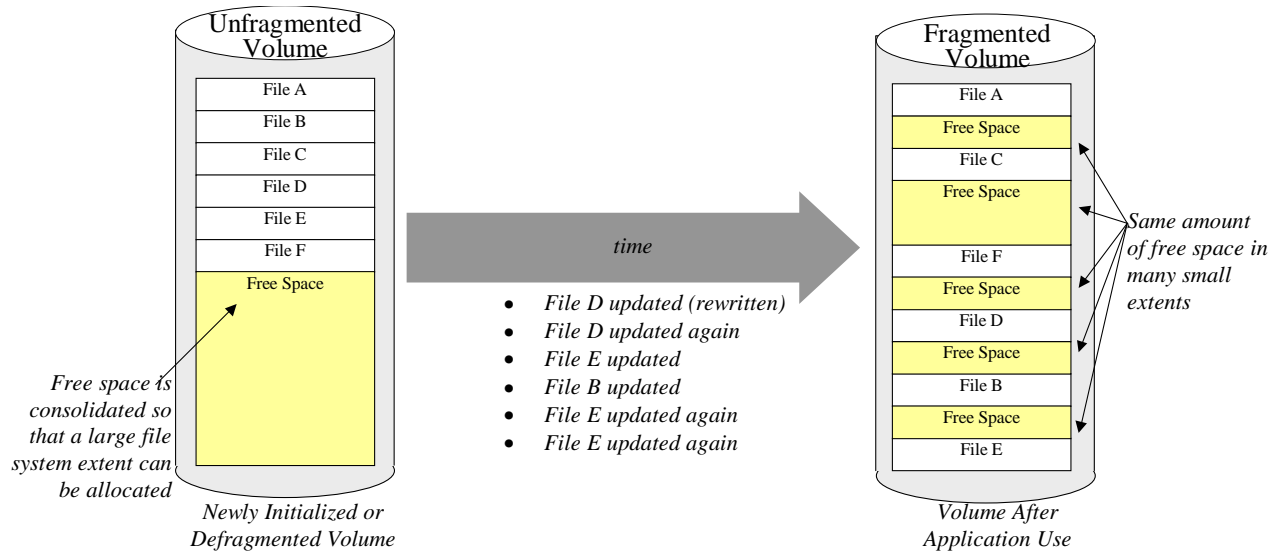 Unfragmented
Volume
File A
File B
File C
File D
File E
File F
Free Space
Free space is
consolidated so
that a large file
system extent can
be allocated
Newly Initialized or
Defragmented Volume
time
• File D updated (rewritten)
• File D updated again
• File E updated
• File B updated
• File E updated again
• File E updated again
Fragmented
Volume
File A
Free Space
File C
Free Space
File F
Free Space
File D
Free Space
File B
Free Space
File E
Same amount
of free space in
many small
extents
Volume After
Application Use